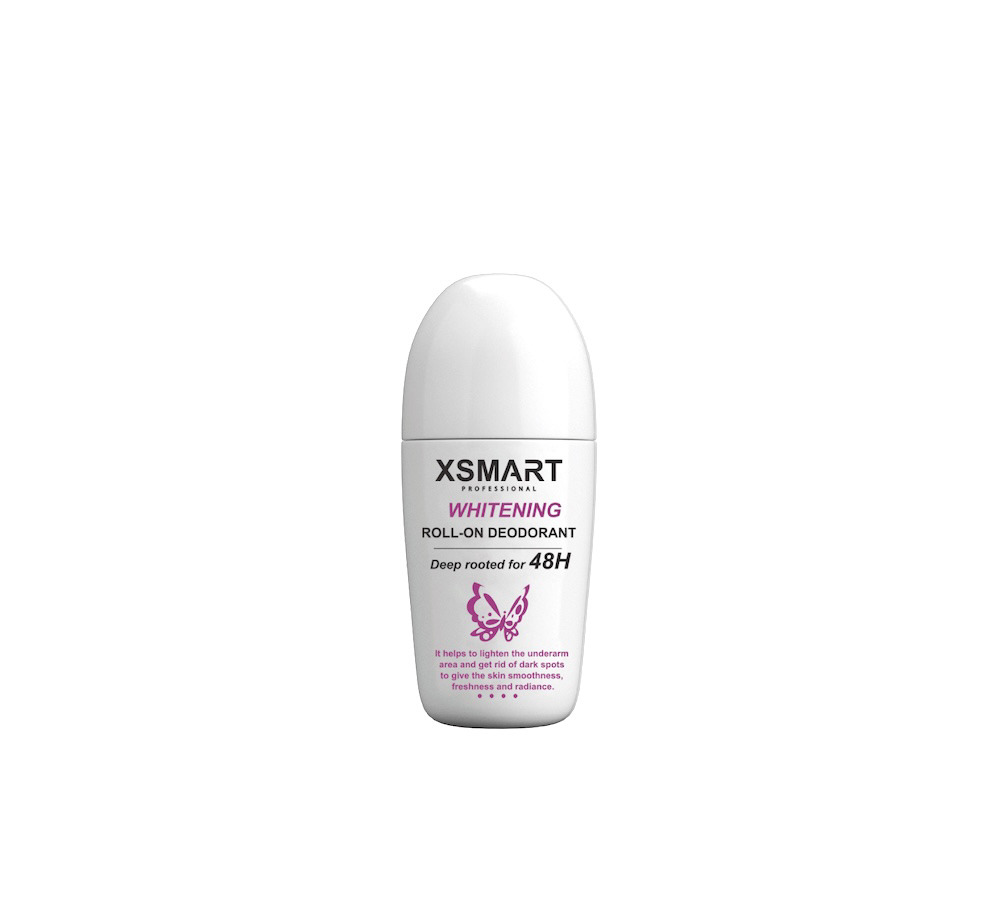 XSMART
PROFESSIONAL
WHITENING
ROLL-ON DEODORANT
Deep rooted for 48H
It helps to lighten the underarm
area and get rid of dark spots
to give the skin smoothness,
freshness and radiance.